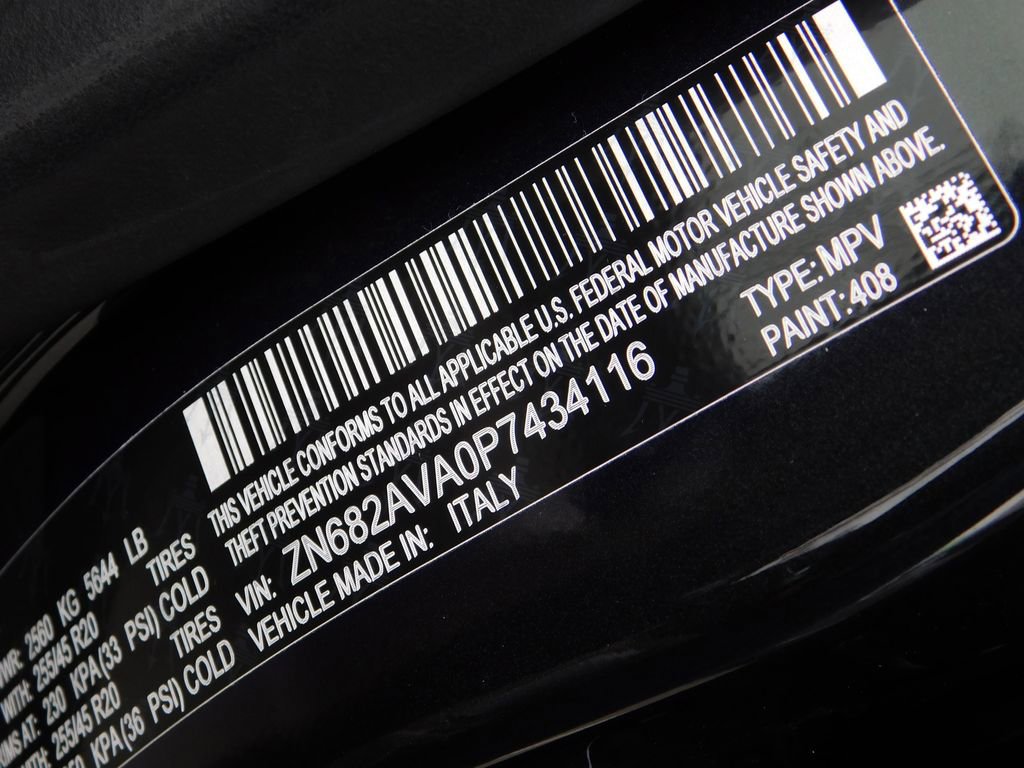 THIS VEHICLE CONFORMS TO ALL APPLICABLE U.S. FEDERAL MOTOR VEHICLE SAFETY AND
THEFT PREVENTION STANDARDS IN EFFECT ON THE DATE OF MANUFACTURE SHOWN ABOVE.
VIN: ZN682AVA0P7434116
TYPE: MPV
VEHICLE MADE IN: ITALY
PAINT: 408
2560 KG 5644 LB
WITH: 255/45 R20 TIRES
AT: 230 KPA(33 PSI) COLD
255/45 R20 TIRES
KPA(36 PSI) COLD